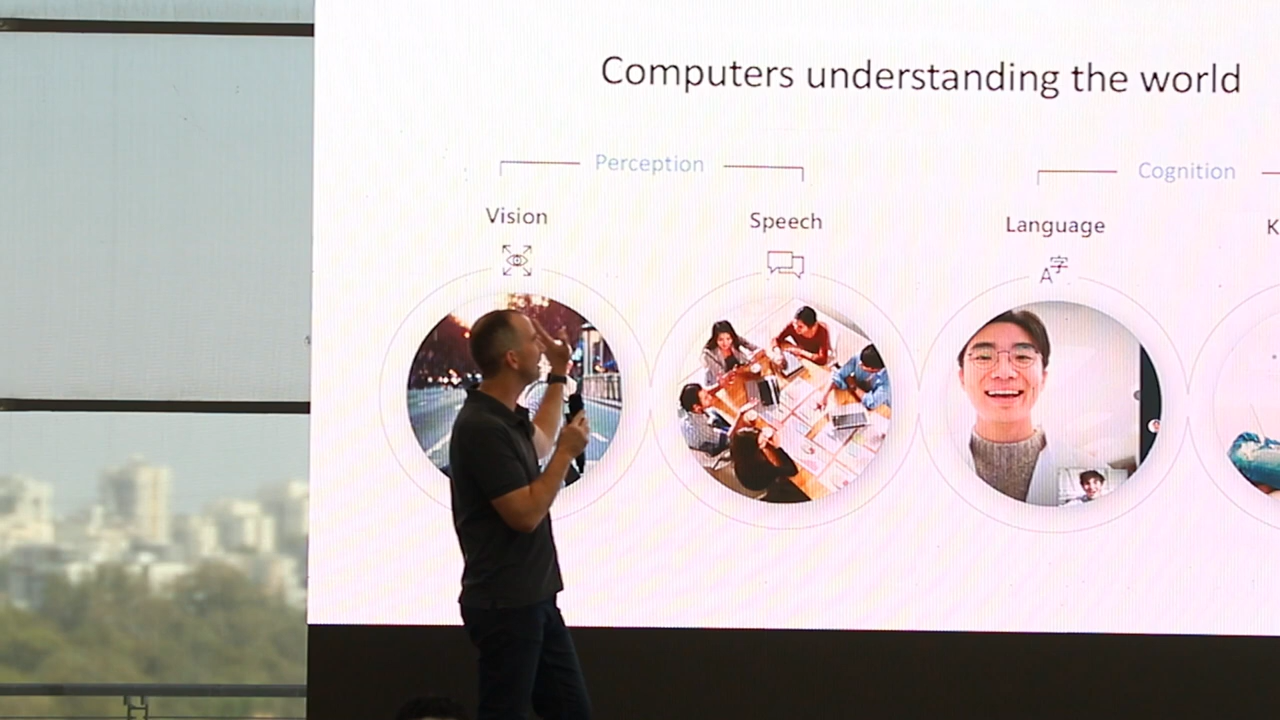 Computers understanding the world
Perception
Cognition
Vision
Speech
Language
K
A字